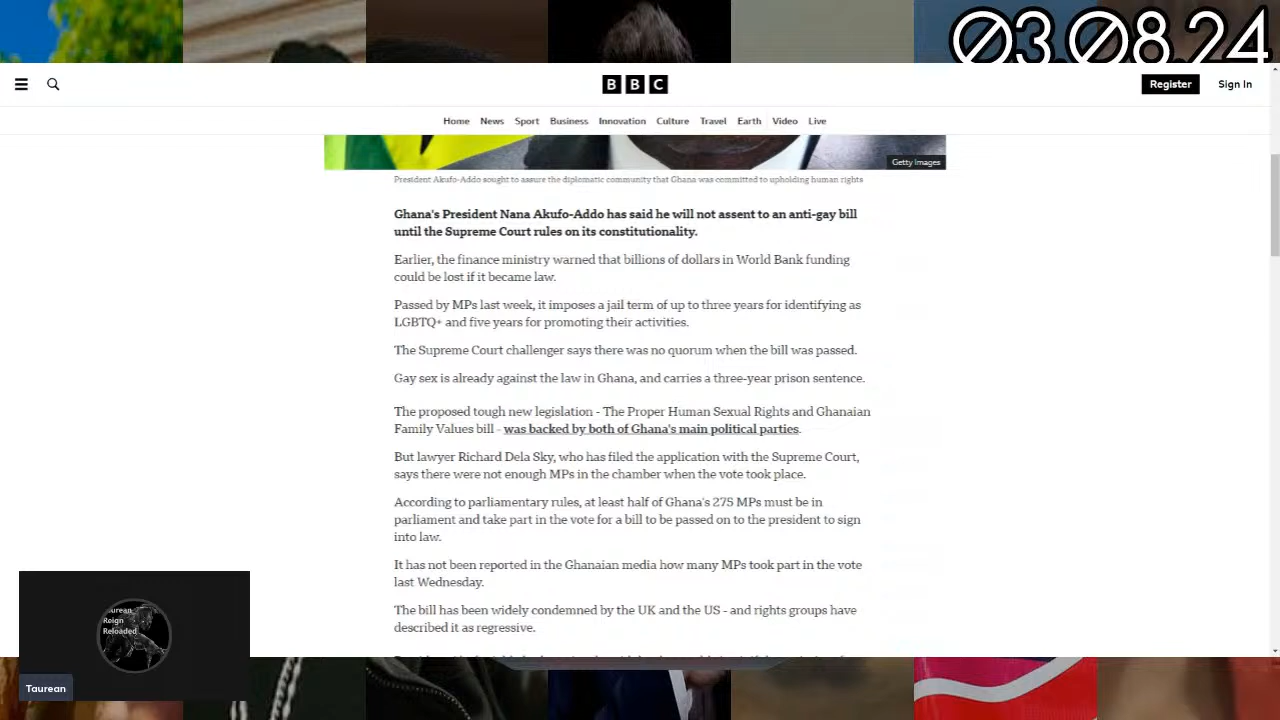 03.08.24
BBC
Register
Sign In
Home News Sport Business Innovation Culture Travel Earth Video Live
Getty Images
President Akufo-Addo sought to assure the diplomatic community that Ghana was committed to upholding human rights
Ghana's President Nana Akufo-Addo has said he will not assent to an anti-gay bill
until the Supreme Court rules on its constitutionality.
Earlier, the finance ministry warned that billions of dollars in World Bank funding
could be lost if it became law.
Passed by MPs last week, it imposes a jail term of up to three years for identifying as
LGBTQ+ and five years for promoting their activities.
The Supreme Court challenger says there was no quorum when the bill was passed.
Gay sex is already against the law in Ghana, and carries a three-year prison sentence.
The proposed tough new legislation - The Proper Human Sexual Rights and Ghanaian
Family Values bill - was backed by both of Ghana's main political parties.
But lawyer Richard Dela Sky, who has filed the application with the Supreme Court,
says there were not enough MPs in the chamber when the vote took place.
According to parliamentary rules, at least half of Ghana's 275 MPs must be in
parliament and take part in the vote for a bill to be passed on to the president to sign
into law.
It has not been reported in the Ghanaian media how many MPs took part in the vote
last Wednesday.
The bill has been widely condemned by the UK and the US - and rights groups have
described it as regressive.
Reign
Reloaded
Taurean